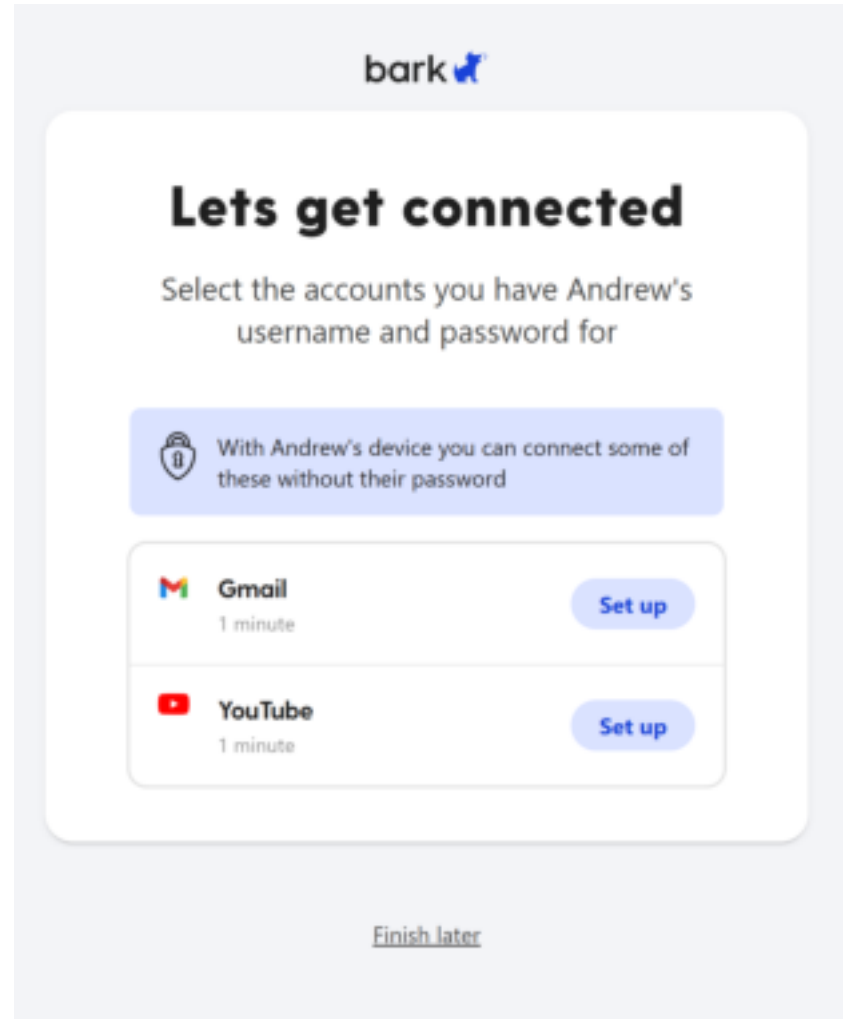 bark
Lets get connected
Select the accounts you have Andrew's
username and password for
With Andrew's device you can connect some of
these without their password
Gmail
1 minute
Set up
YouTube
1 minute
Set up
Finish later